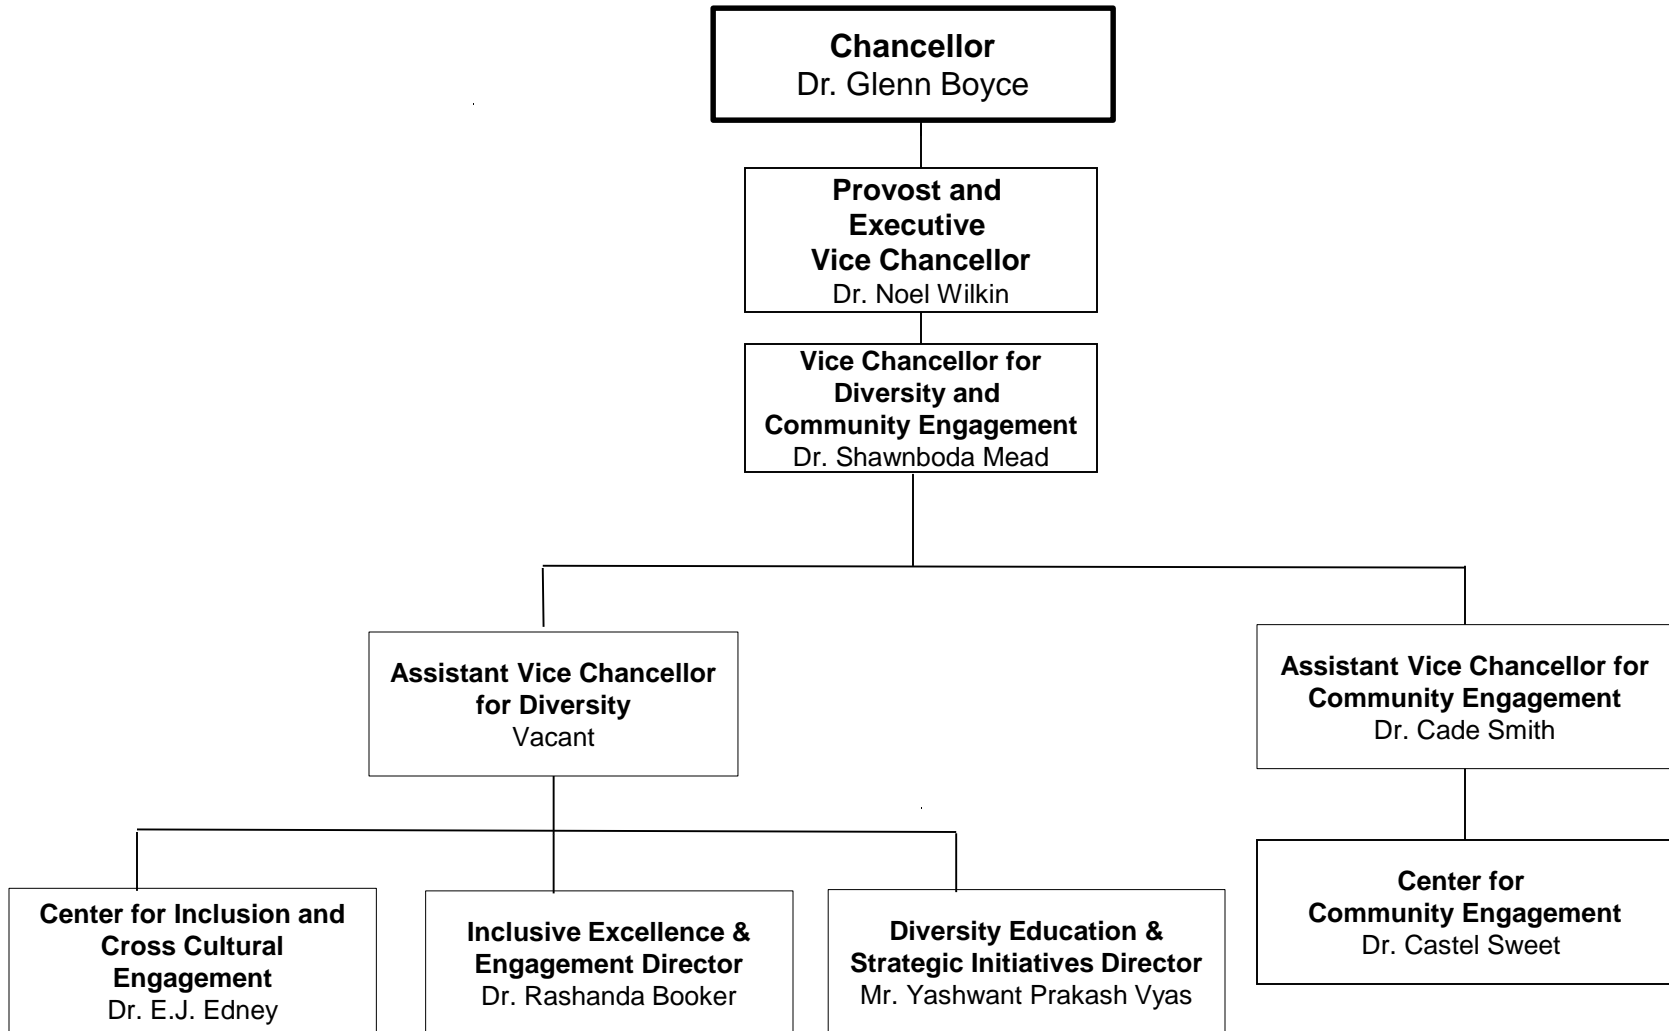 Chancellor
Dr. Glenn Boyce
Provost and
Executive
Vice Chancellor
Dr. Noel Wilkin
Vice Chancellor for
Diversity and
Community Engagement
Dr. Shawnboda Mead
Assistant Vice Chancellor
for Diversity
Vacant
Assistant Vice Chancellor for
Community Engagement
Dr. Cade Smith
Center for Inclusion and
Cross Cultural
Engagement
Dr. E.J. Edney
Inclusive Excellence &
Engagement Director
Dr. Rashanda Booker
Diversity Education &
Strategic Initiatives Director
Mr. Yashwant Prakash Vyas
Center for
Community Engagement
Dr. Castel Sweet